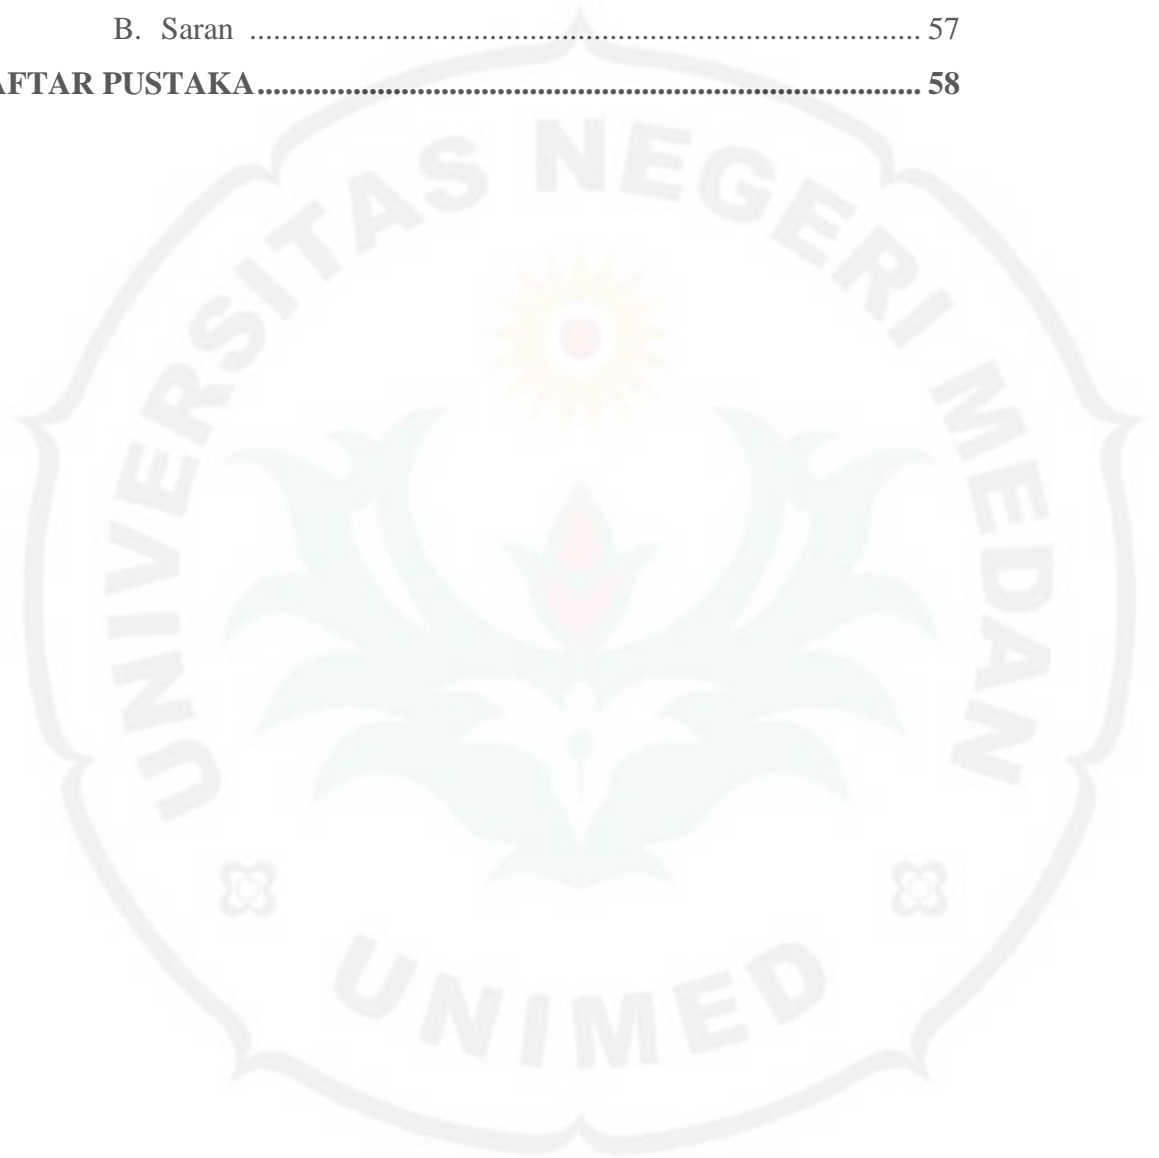 B. Saran ........................................................................................ 57
AFTAR PUSTAKA.................................................................................... 58
UNIVERSITAS NEGERI MEDAN
UNIMED